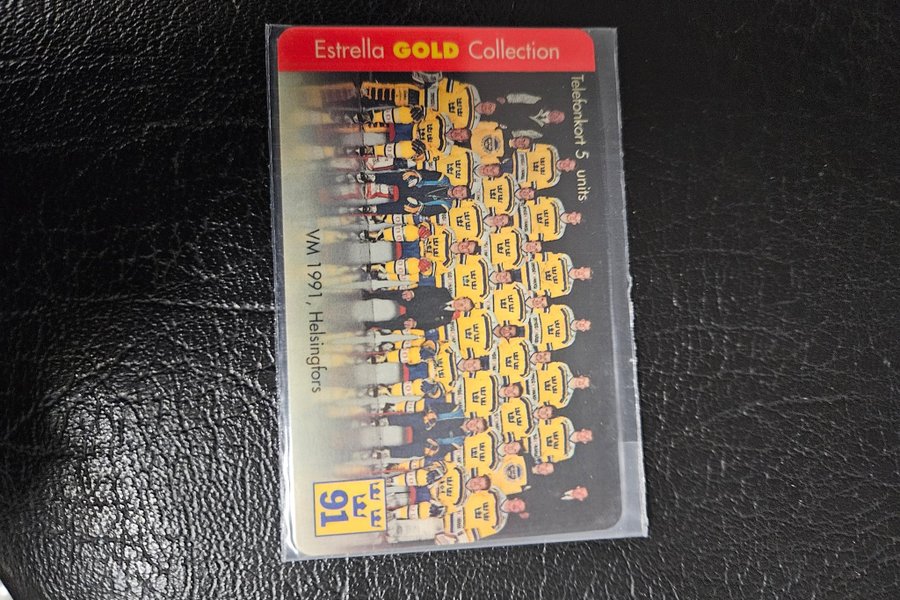 Estrella GOLD Collection
Telefonkort 5 units
VM 1991, Helsingfors
91